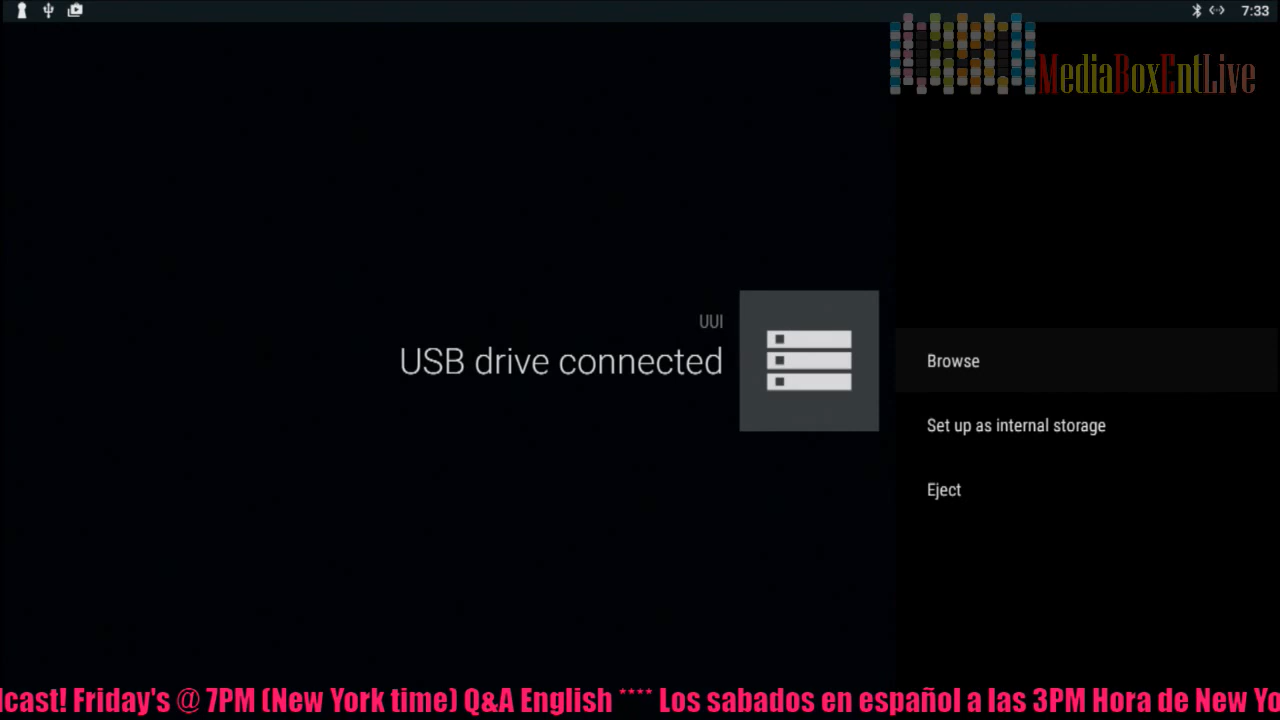 7:33
MediaBoxEntLive
UUI
USB drive connected
Browse
Set up as internal storage
Eject
dcast! Friday's @ 7PM (New York time) Q&A English **** Los sabados en español a las 3PM Hora de New Yo